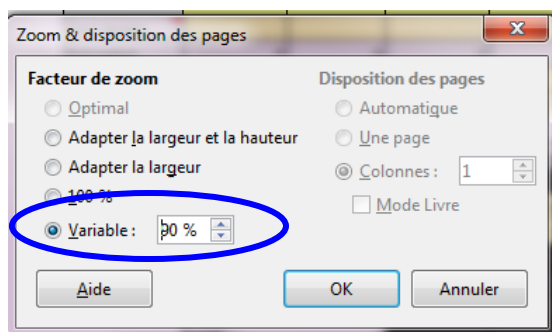 Zoom & disposition des pages
Facteur de zoom
Optimal
Adapter la largeur et la hauteur
Adapter la largeur
100 %
Variable : 90 %
Disposition des pages
Automatique
Une page
Colonnes : 1
Mode Livre
Aide
OK
Annuler